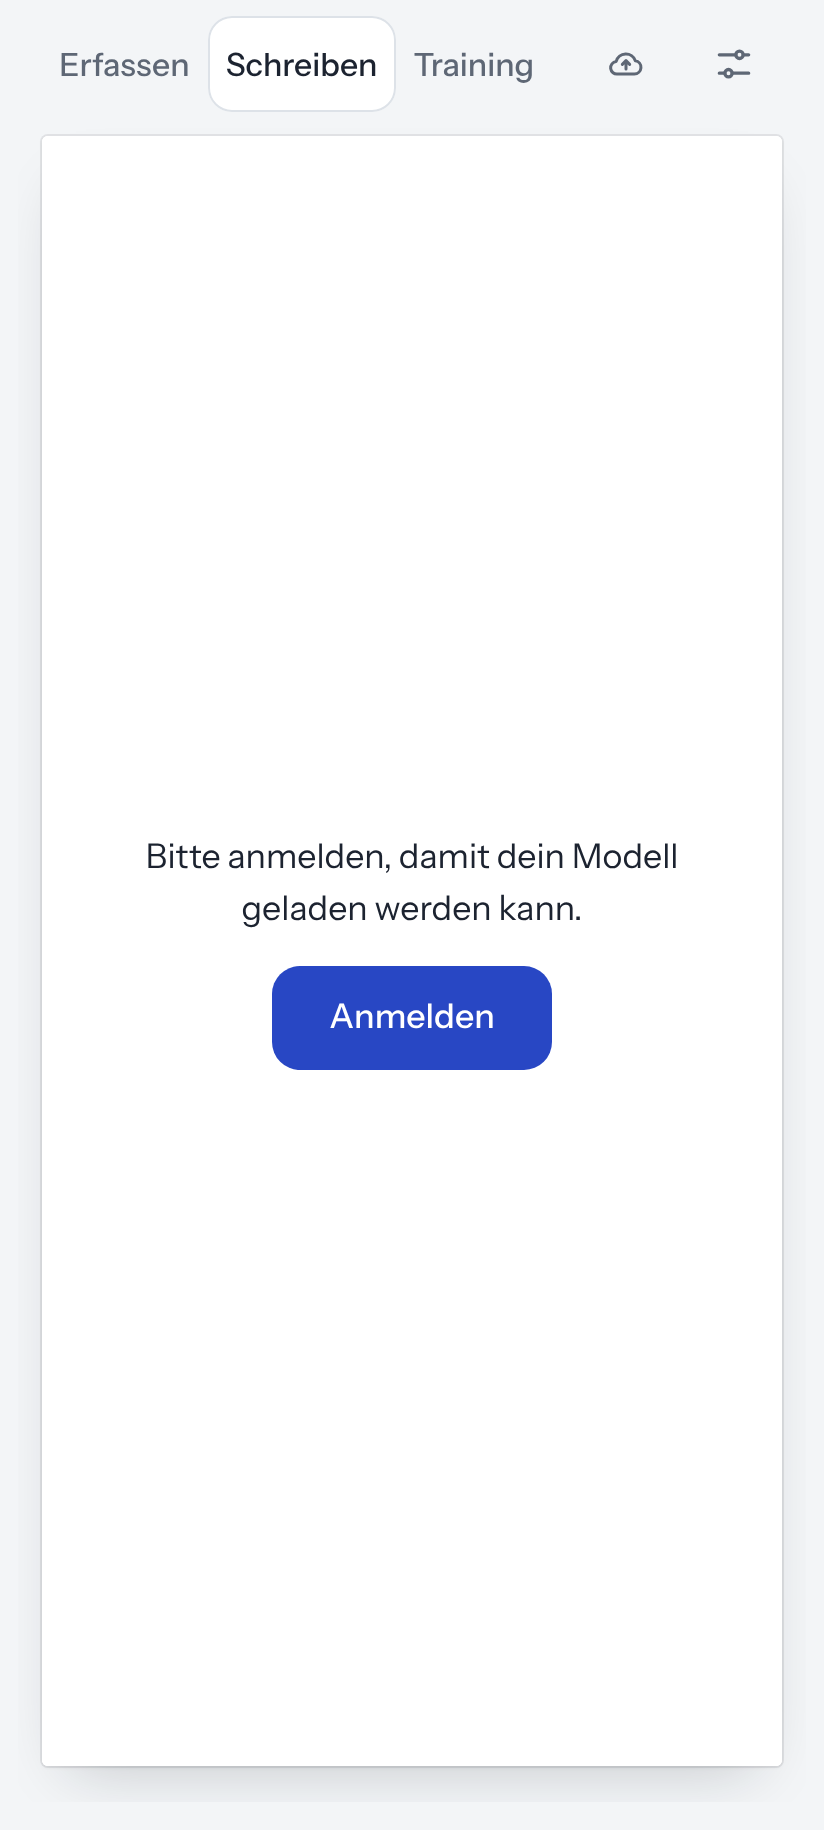 Erfassen Schreiben Training
Bitte anmelden, damit dein Modell
geladen werden kann.
Anmelden